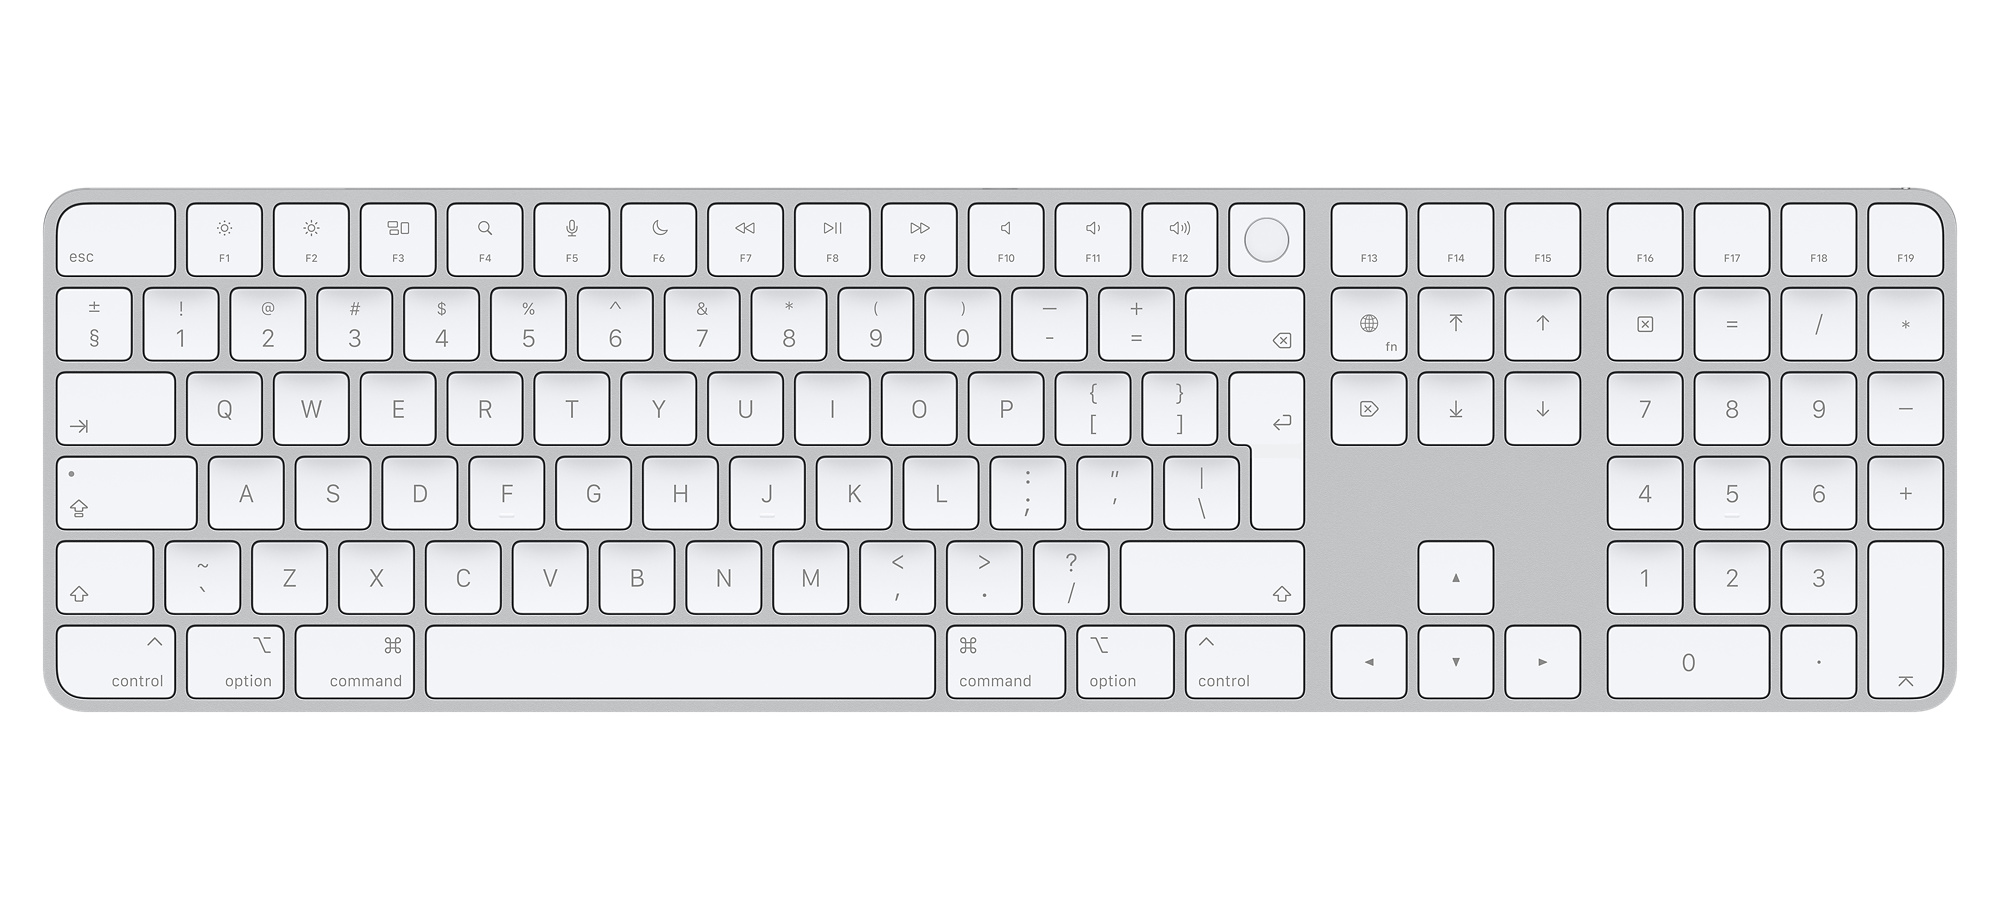 esc F1 F2 F3 F4 F5 F6 F7 F8 F9 F10 F11 F12 F13 F14 F15 F16 F17 F18 F19
± ! @ # $ % ^ & * ( ) — +
§ 1 2 3 4 5 6 7 8 9 0 - = fn = / *
Q W E R T Y U I O P { } 7 8 9 −
[ ]
A S D F G H J K L : " | 4 5 6 +
; ' \
~ Z X C V B N M < > ? 1 2 3
` , . /
^ ⌥ ⌘ ⌘ ⌥ ^
control option command command option control 0 .